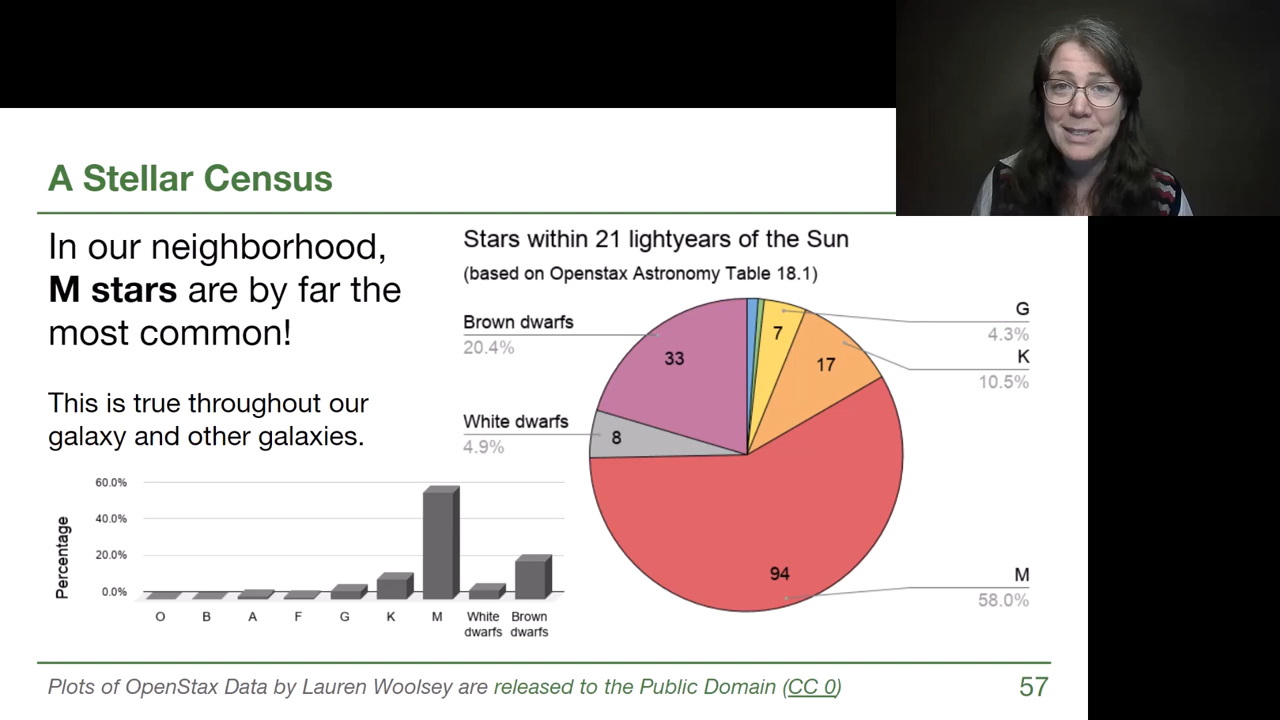 A Stellar Census
In our neighborhood,
M stars are by far the
most common!
This is true throughout our
galaxy and other galaxies.
60.0%
40.0%
20.0%
0.0%
Percentage
O B A F G K M White dwarfs Brown dwarfs
Stars within 21 lightyears of the Sun
(based on Openstax Astronomy Table 18.1)
Brown dwarfs
20.4%
White dwarfs
4.9%
33
8
7
17
94
G
4.3%
K
10.5%
M
58.0%
Plots of OpenStax Data by Lauren Woolsey are released to the Public Domain (CC 0)
57